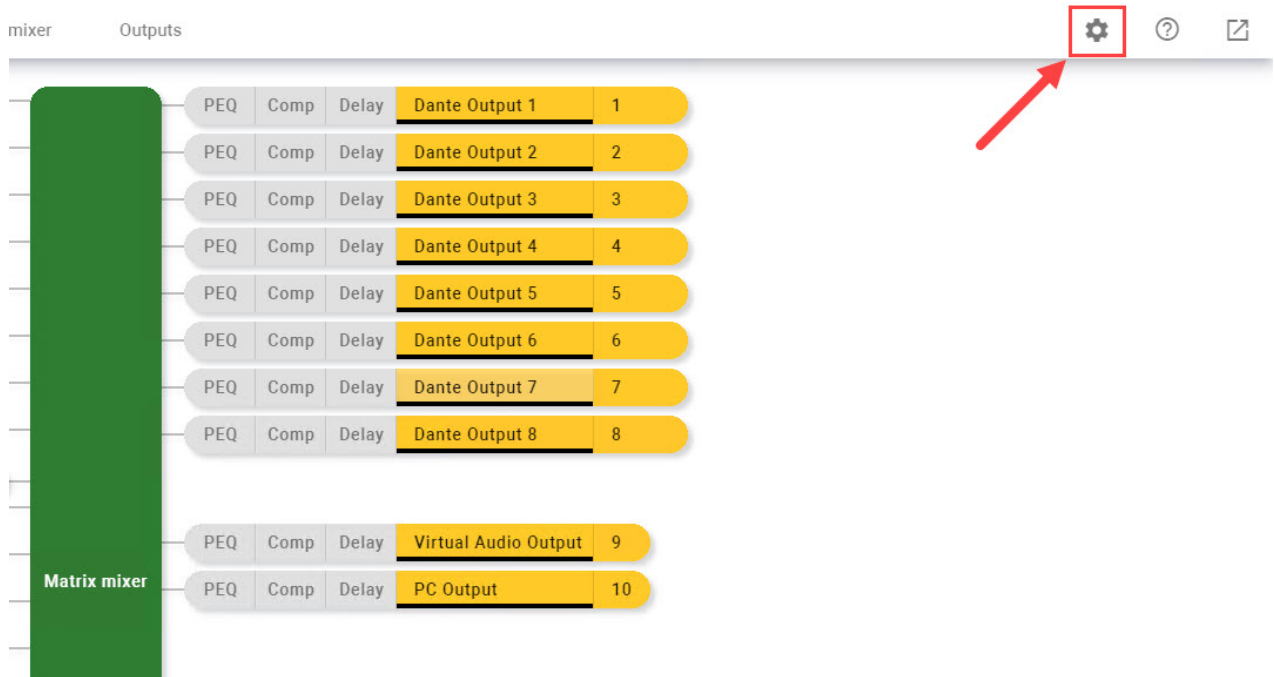 mixer Outputs
PEQ Comp Delay Dante Output 1 1
PEQ Comp Delay Dante Output 2 2
PEQ Comp Delay Dante Output 3 3
PEQ Comp Delay Dante Output 4 4
PEQ Comp Delay Dante Output 5 5
PEQ Comp Delay Dante Output 6 6
PEQ Comp Delay Dante Output 7 7
PEQ Comp Delay Dante Output 8 8
PEQ Comp Delay Virtual Audio Output 9
Matrix mixer
PEQ Comp Delay PC Output 10